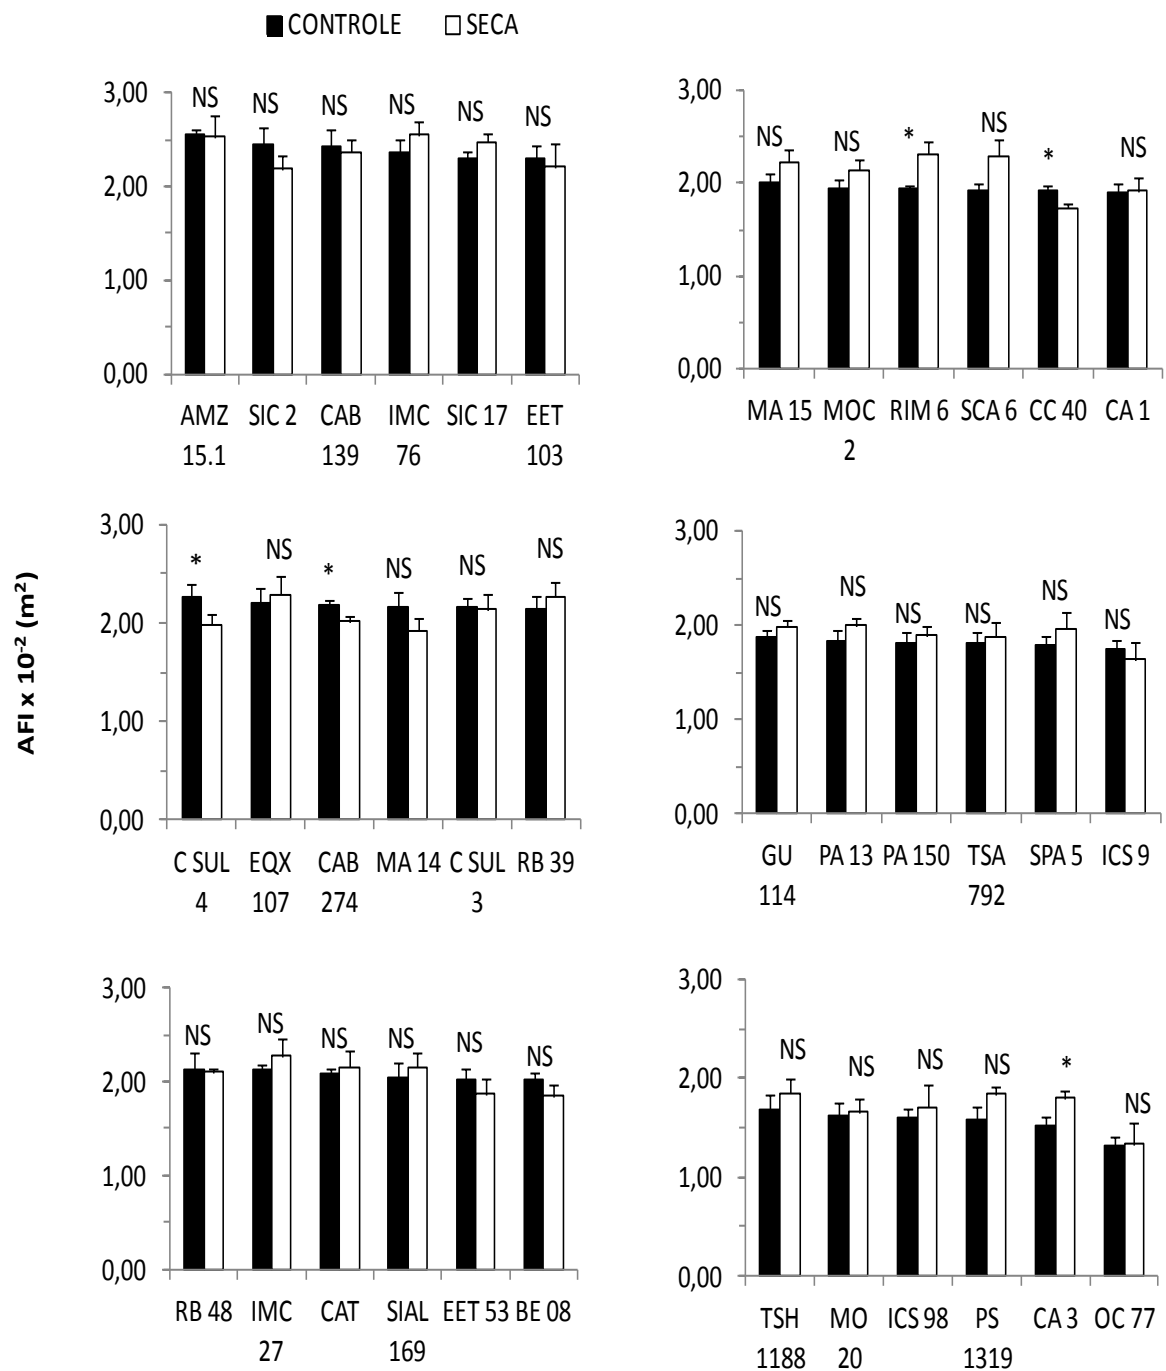 CONTROLE SECA
AFI x 10⁻² (m²)
3,00
2,00
1,00
0,00
NS NS NS NS NS NS
AMZ SIC 2 CAB IMC SIC 17 EET
15.1 139 76 103
3,00
2,00
1,00
0,00
NS NS * NS * NS
MA 15 MOC RIM 6 SCA 6 CC 40 CA 1
2
3,00
2,00
1,00
0,00
* NS * NS NS NS
C SUL EQX CAB MA 14 C SUL RB 39
4 107 274 3
3,00
2,00
1,00
0,00
NS NS NS NS NS NS
GU PA 13 PA 150 TSA SPA 5 ICS 9
114 792
3,00
2,00
1,00
0,00
NS NS NS NS NS NS
RB 48 IMC CAT SIAL EET 53 BE 08
27 169
3,00
2,00
1,00
0,00
NS NS NS NS * NS
TSH MO ICS 98 PS CA 3 OC 77
1188 20 1319